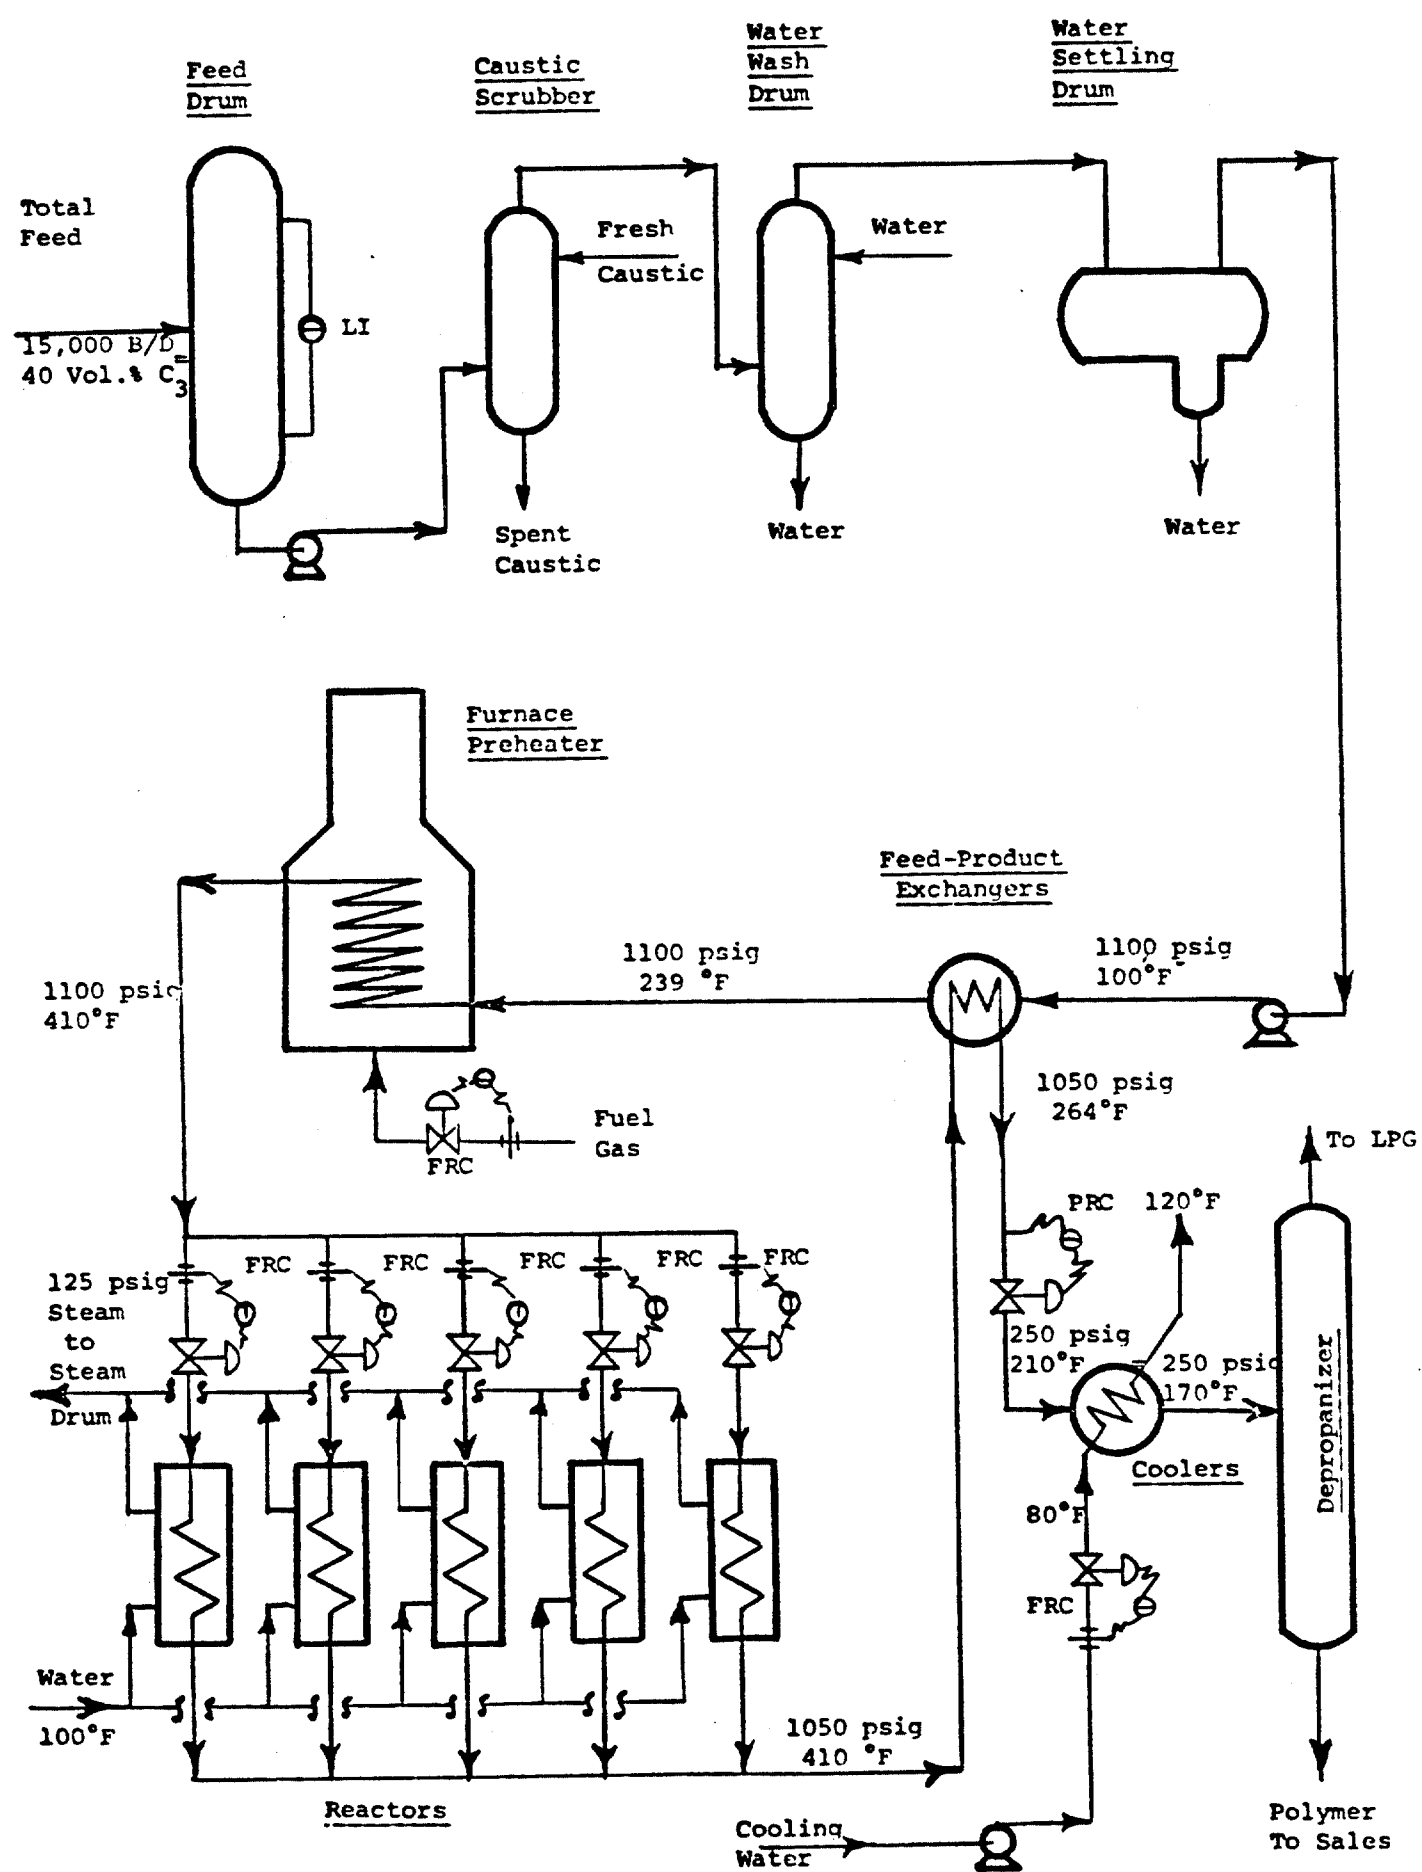 Feed
Drum
Caustic
Scrubber
Water
Wash
Drum
Water
Settling
Drum
Total
Feed
15,000 B/D
40 Vol.% C3=
LI
Fresh
Caustic
Water
Spent
Caustic
Water
Water
Furnace
Preheater
Feed-Product
Exchangers
1100 psig
410°F
1100 psig
239 °F
1100 psig
100°F
1050 psig
264°F
Fuel
Gas
FRC
To LPG
PRC
120°F
125 psig
Steam
to
Steam
Drum
FRC
FRC
FRC
FRC
FRC
250 psig
210°F
250 psig
170°F
Depropanizer
Coolers
80°F
FRC
Water
100°F
1050 psig
410 °F
Reactors
Cooling
Water
Polymer
To Sales